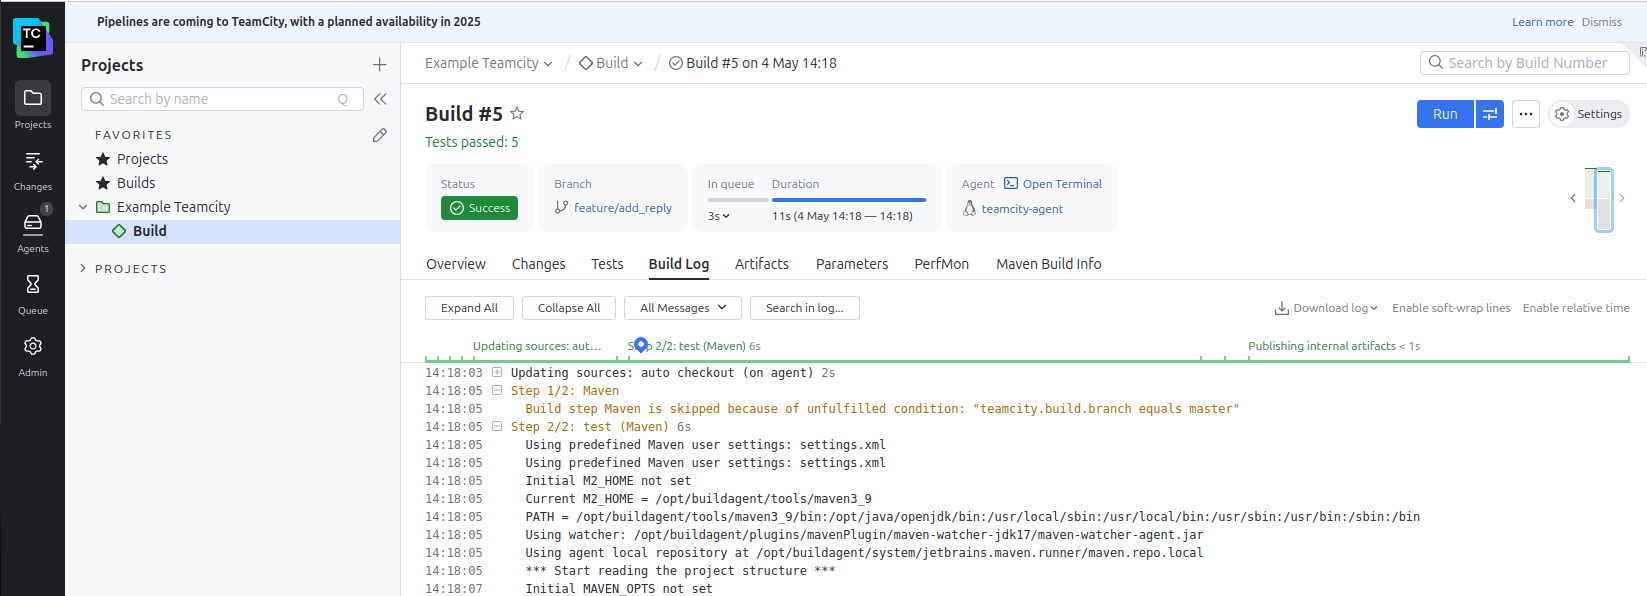 Pipelines are coming to TeamCity, with a planned availability in 2025
Learn more Dismiss
TC
Projects
Changes
1
Agents
Queue
Admin
Projects
Search by name Q
FAVORITES
Projects
Builds
Example Teamcity
Build
PROJECTS
Example Teamcity / Build / Build #5 on 4 May 14:18
Search by Build Number
Build #5
Run
Settings
Tests passed: 5
Status
Success
Branch
feature/add_reply
In queue Duration
3s 11s (4 May 14:18 — 14:18)
Agent Open Terminal
teamcity-agent
Overview Changes Tests Build Log Artifacts Parameters PerfMon Maven Build Info
Expand All Collapse All All Messages Search in log...
Download log Enable soft-wrap lines Enable relative time
Updating sources: aut... 2/2: test (Maven) 6s Publishing internal artifacts < 1s
14:18:03 Updating sources: auto checkout (on agent) 2s
14:18:05 Step 1/2: Maven
14:18:05 Build step Maven is skipped because of unfulfilled condition: "teamcity.build.branch equals master"
14:18:05 Step 2/2: test (Maven) 6s
14:18:05 Using predefined Maven user settings: settings.xml
14:18:05 Using predefined Maven user settings: settings.xml
14:18:05 Initial M2_HOME not set
14:18:05 Current M2_HOME = /opt/buildagent/tools/maven3_9
14:18:05 PATH = /opt/buildagent/tools/maven3_9/bin:/opt/java/openjdk/bin:/usr/local/sbin:/usr/local/bin:/usr/sbin:/usr/bin:/sbin:/bin
14:18:05 Using watcher: /opt/buildagent/plugins/mavenPlugin/maven-watcher-jdk17/maven-watcher-agent.jar
14:18:05 Using agent local repository at /opt/buildagent/system/jetbrains.maven.runner/maven.repo.local
14:18:05 *** Start reading the project structure ***
14:18:07 Initial MAVEN_OPTS not set